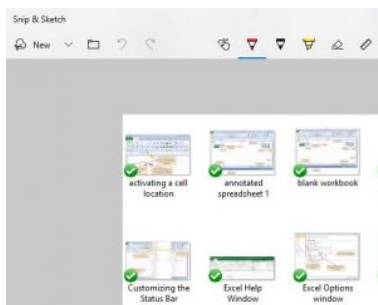 Snip & Sketch
New
activating a cell
location
annotated
spreadsheet 1
blank workbook
Customizing the
Status Bar
Excel Help
Window
Excel Options
window